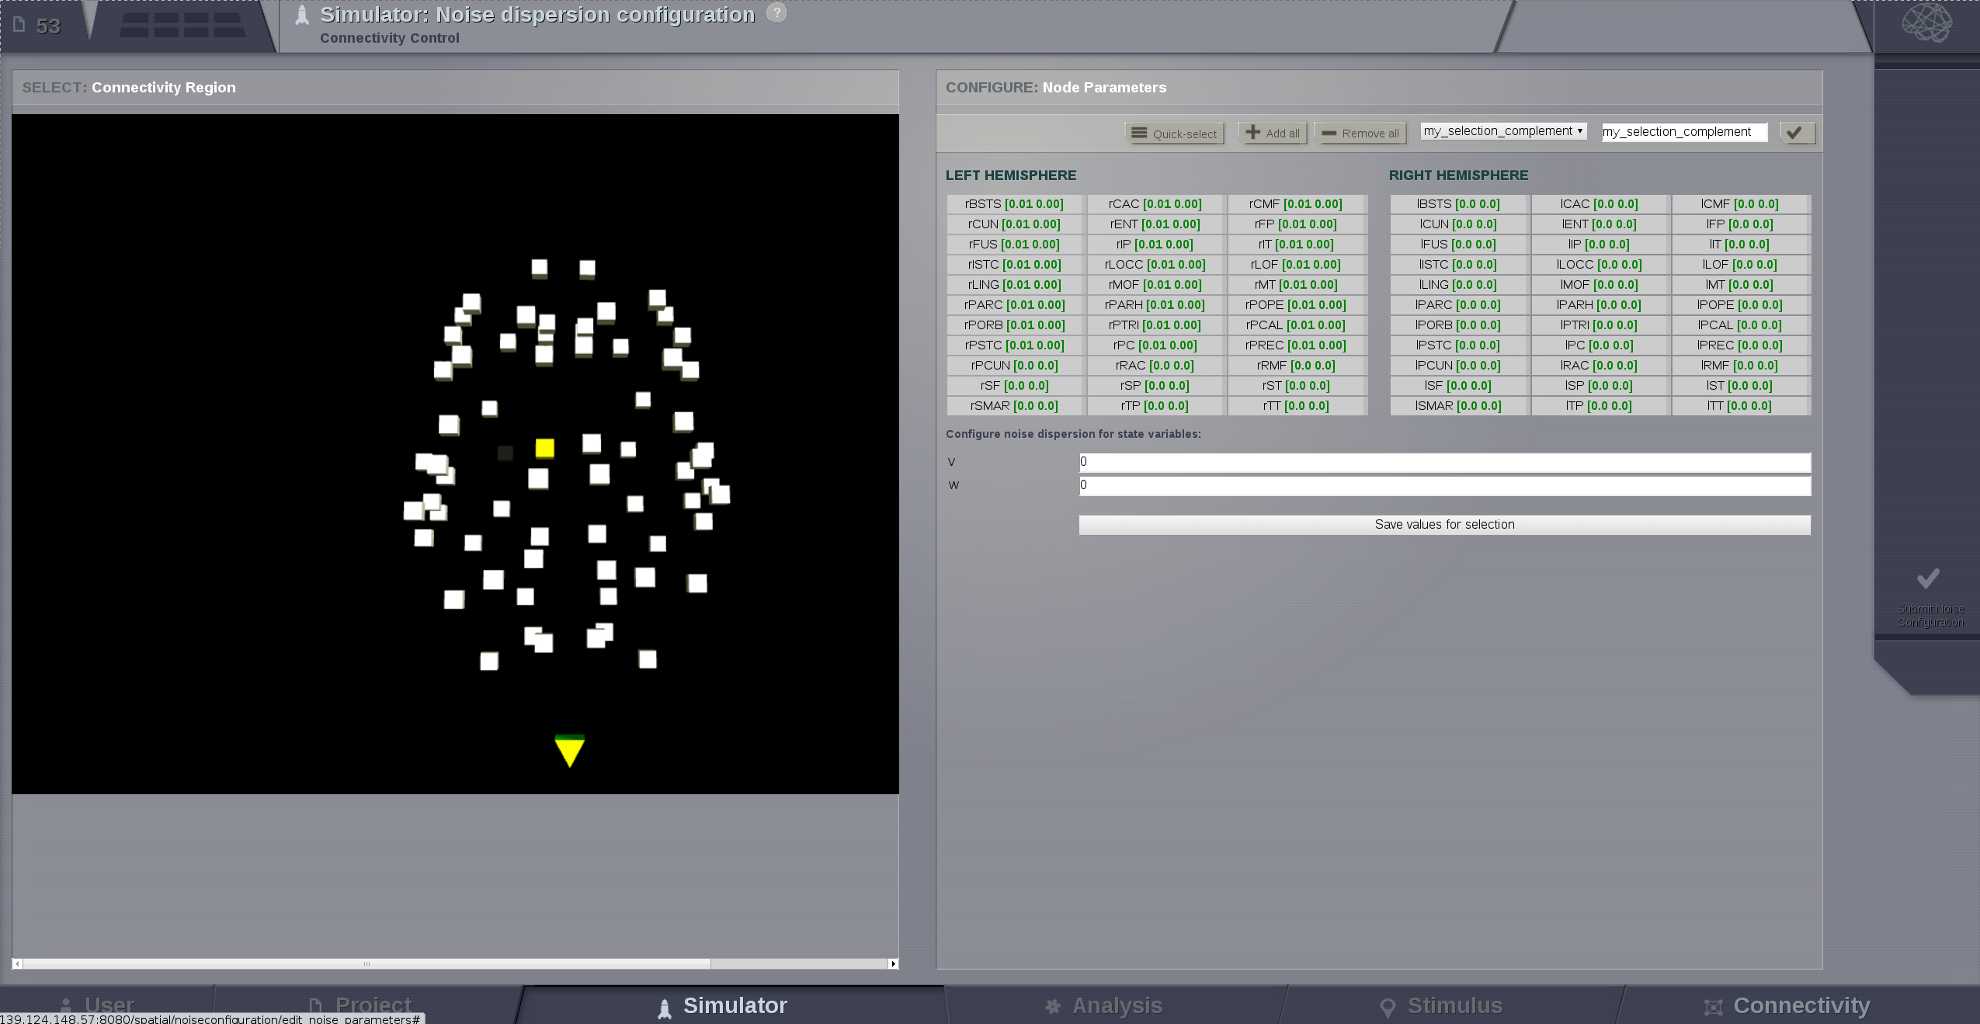 53
Simulator: Noise dispersion configuration ?
Connectivity Control
SELECT: Connectivity Region
CONFIGURE: Node Parameters
Quick-select Add all Remove all my_selection_complement my_selection_complement
LEFT HEMISPHERE RIGHT HEMISPHERE
rBSTS [0.01 0.00] rCAC [0.01 0.00] rCMF [0.01 0.00] lBSTS [0.0 0.0] lCAC [0.0 0.0] lCMF [0.0 0.0]
rCUN [0.01 0.00] rENT [0.01 0.00] rFP [0.01 0.00] lCUN [0.0 0.0] lENT [0.0 0.0] lFP [0.0 0.0]
rFUS [0.01 0.00] rIP [0.01 0.00] rIT [0.01 0.00] lFUS [0.0 0.0] lIP [0.0 0.0] lIT [0.0 0.0]
rISTC [0.01 0.00] rLOCC [0.01 0.00] rLOF [0.01 0.00] lISTC [0.0 0.0] lLOCC [0.0 0.0] lLOF [0.0 0.0]
rLING [0.01 0.00] rMOF [0.01 0.00] rMT [0.01 0.00] lLING [0.0 0.0] lMOF [0.0 0.0] lMT [0.0 0.0]
rPARC [0.01 0.00] rPARH [0.01 0.00] rPOPE [0.01 0.00] lPARC [0.0 0.0] lPARH [0.0 0.0] lPOPE [0.0 0.0]
rPORB [0.01 0.00] rPTRI [0.01 0.00] rPCAL [0.01 0.00] lPORB [0.0 0.0] lPTRI [0.0 0.0] lPCAL [0.0 0.0]
rPSTC [0.01 0.00] rPC [0.01 0.00] rPREC [0.01 0.00] lPSTC [0.0 0.0] lPC [0.0 0.0] lPREC [0.0 0.0]
rPCUN [0.0 0.0] rRAC [0.0 0.0] rRMF [0.0 0.0] lPCUN [0.0 0.0] lRAC [0.0 0.0] lRMF [0.0 0.0]
rSF [0.0 0.0] rSP [0.0 0.0] rST [0.0 0.0] lSF [0.0 0.0] lSP [0.0 0.0] lST [0.0 0.0]
rSMAR [0.0 0.0] rTP [0.0 0.0] rTT [0.0 0.0] lSMAR [0.0 0.0] lTP [0.0 0.0] lTT [0.0 0.0]
Configure noise dispersion for state variables:
V 0
W 0
Save values for selection
Submit Noise
Configuration
User Project Simulator Analysis Stimulus Connectivity
139.124.148.57:8080/spatial/noiseconfiguration/edit_noise_parameters#